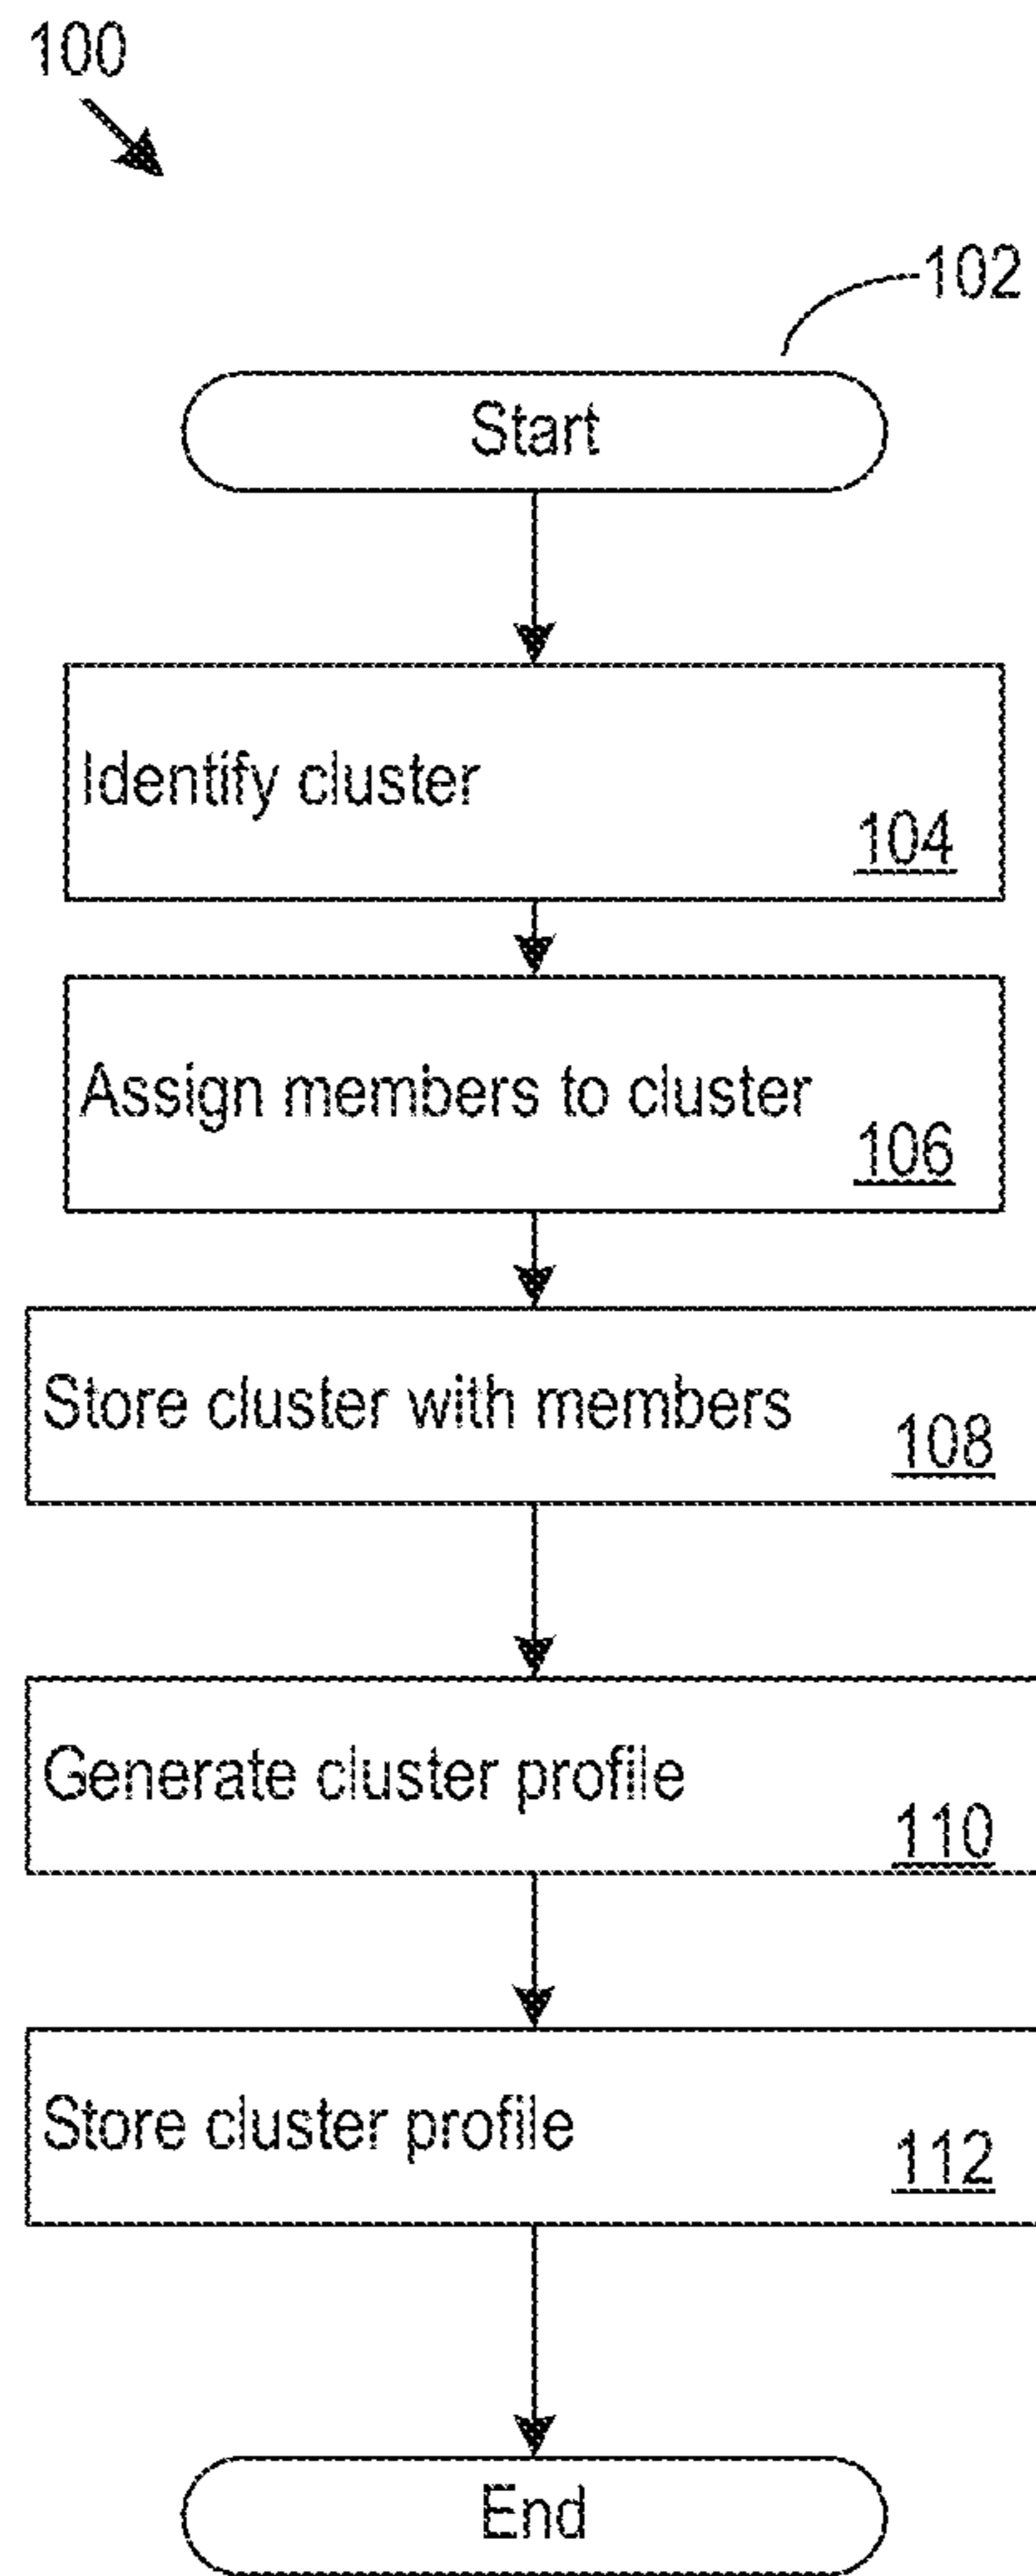 100
102
Start
Identify cluster
104
Assign members to cluster
106
Store cluster with members
108
Generate cluster profile
110
Store cluster profile
112
End